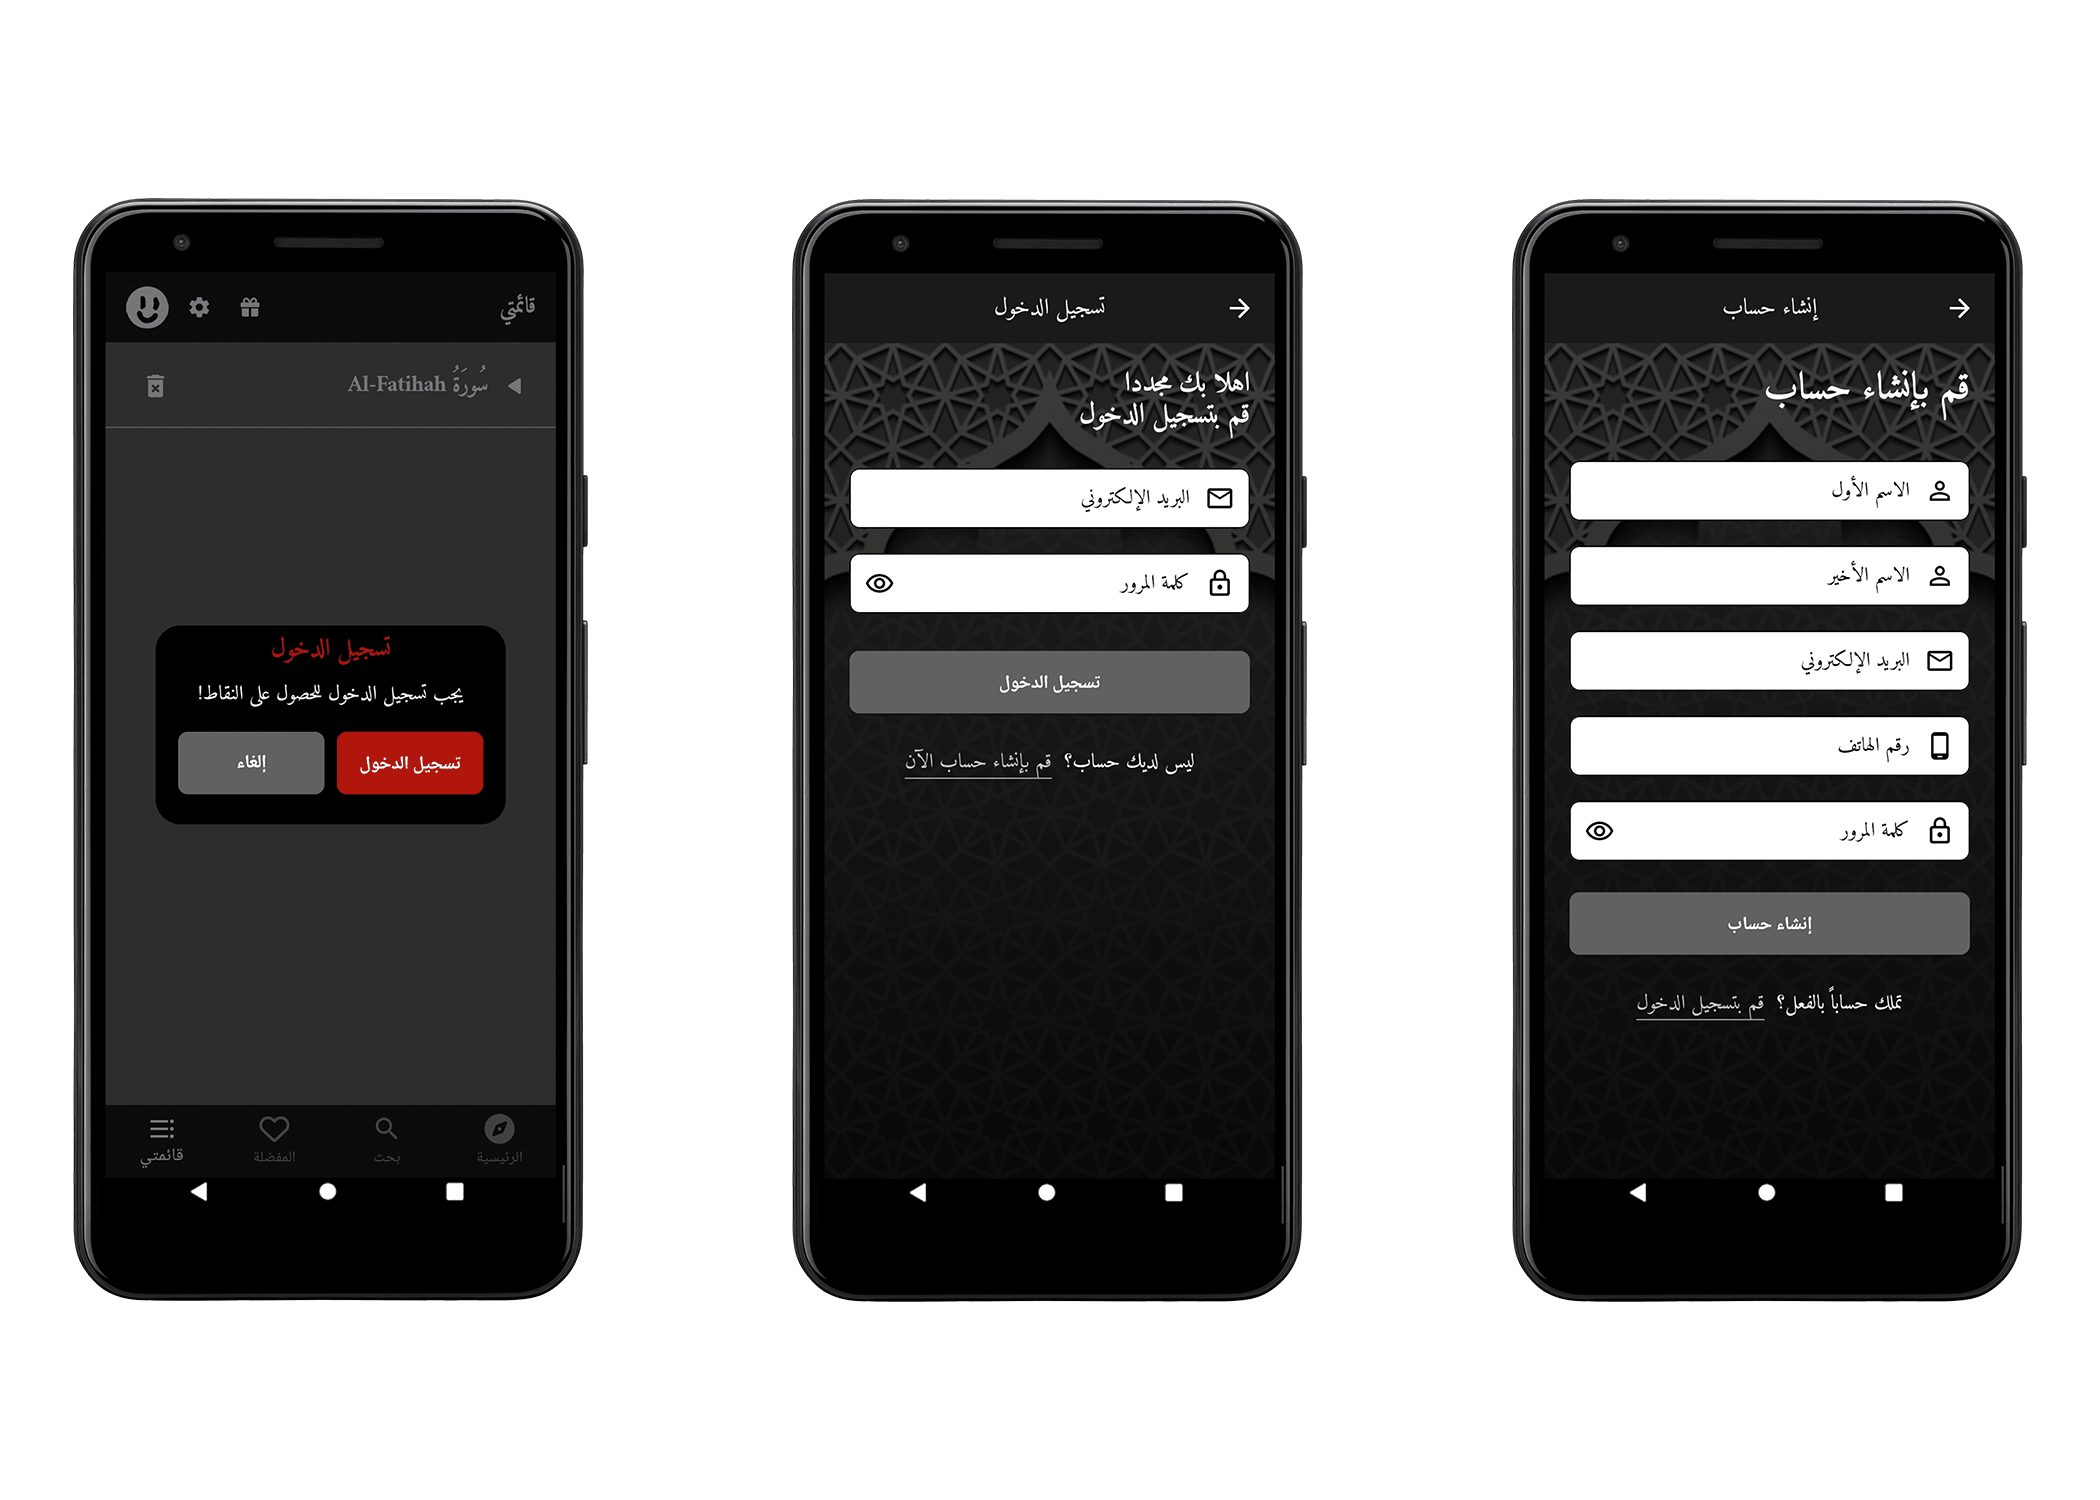 قائمتي
سُورَةُ Al-Fatihah
تسجيل الدخول
يجب تسجيل الدخول للحصول على النقاط!
تسجيل الدخول
إلغاء
الرئيسية
بحث
المفضلة
قائمتي
تسجيل الدخول
اهلا بك مجددا
قم بتسجيل الدخول
البريد الإلكتروني
كلمة المرور
تسجيل الدخول
ليس لديك حساب؟ قم بإنشاء حساب الآن
إنشاء حساب
قم بإنشاء حساب
الاسم الأول
الاسم الأخير
البريد الإلكتروني
رقم الهاتف
كلمة المرور
إنشاء حساب
تملك حساباً بالفعل؟ قم بتسجيل الدخول